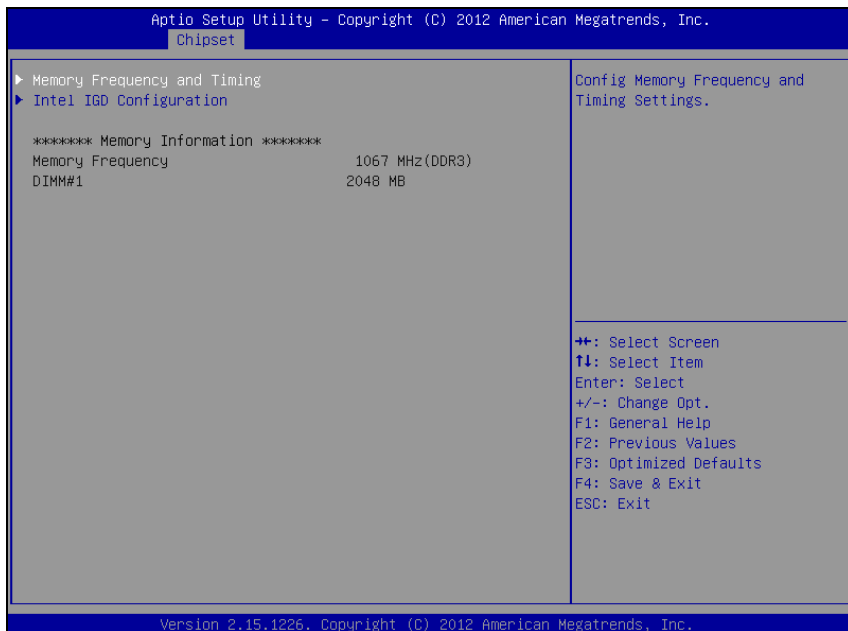 Aptio Setup Utility – Copyright (C) 2012 American Megatrends, Inc.
Chipset
▶ Memory Frequency and Timing
▶ Intel IGD Configuration
******* Memory Information *******
Memory Frequency 1067 MHz(DDR3)
DIMM#1 2048 MB
Config Memory Frequency and
Timing Settings.
→←: Select Screen
↑↓: Select Item
Enter: Select
+/-: Change Opt.
F1: General Help
F2: Previous Values
F3: Optimized Defaults
F4: Save & Exit
ESC: Exit
Version 2.15.1226. Copyright (C) 2012 American Megatrends, Inc.